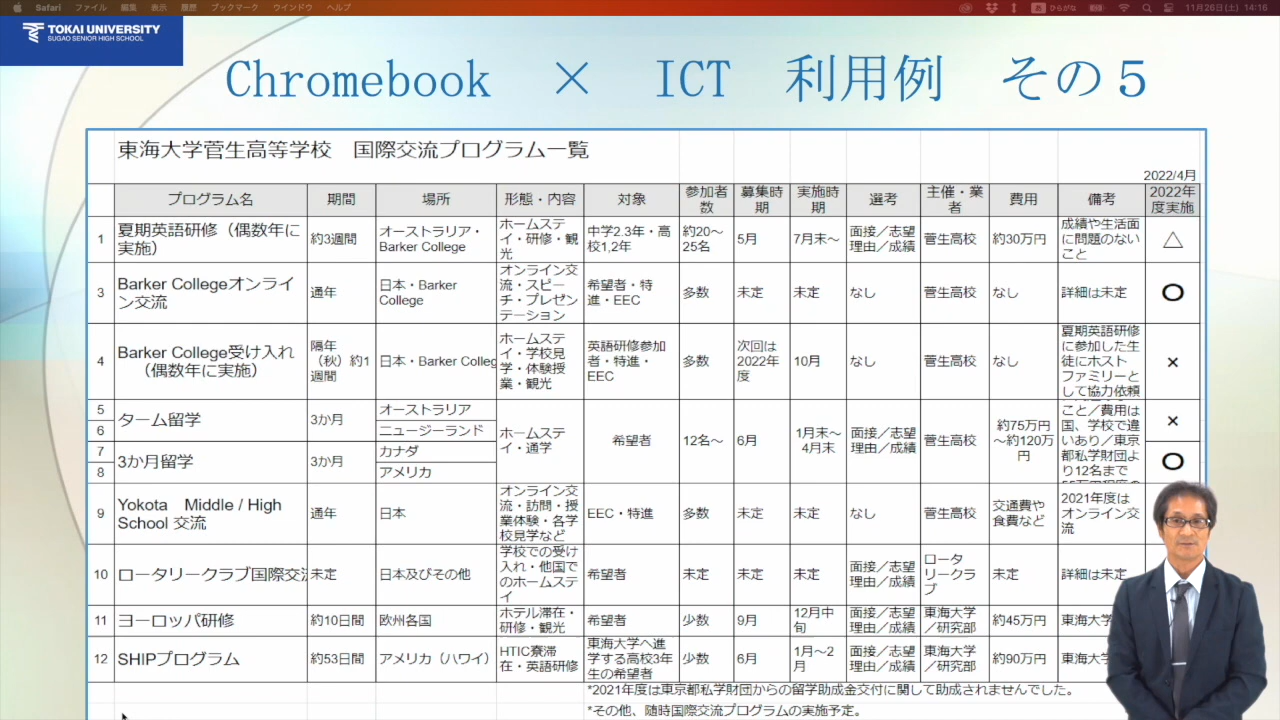 Safari ファイル 編集 表示 履歴 ブックマーク ウインドウ ヘルプ ひらがな 11月26日(土) 14:16
TOKAI UNIVERSITY
SUGAO SENIOR HIGH SCHOOL
Chromebook × ICT 利用例 その５
東海大学菅生高等学校 国際交流プログラム一覧
2022/4月
プログラム名 期間 場所 形態・内容 対象 参加者数 募集時期 実施時期 選考 主催・業者 費用 備考 2022年度実施
1 夏期英語研修（偶数年に実施） 約3週間 オーストラリア・Barker College ホームステイ・研修・観光 中学2.3年・高校1,2年 約20～25名 5月 7月末～ 面接／志望理由／成績 菅生高校 約30万円 成績や生活面に問題のないこと △
3 Barker Collegeオンライン交流 通年 日本・Barker College オンライン交流・スピーチ・プレゼンテーション 希望者・特進・EEC 多数 未定 未定 なし 菅生高校 なし 詳細は未定 〇
4 Barker College受け入れ（偶数年に実施） 隔年（秋）約1週間 日本・Barker Colleg ホームステイ・学校見学・体験授業・観光 英語研修参加者・特進・EEC 多数 次回は2022年度 10月 なし 菅生高校 なし 夏期英語研修に参加した生徒にホストファミリーとして協力依頼 ×
5 ターム留学 3か月 オーストラリア ×
6 ニュージーランド
7 3か月留学 3か月 カナダ 〇
8 アメリカ
ホームステイ・通学 希望者 12名～ 6月 1月末～4月末 面接／志望理由／成績 菅生高校 約75万円～約120万円 こと／費用は国、学校で違いあり／東京都私学財団より12名まで
9 Yokota Middle / High School 交流 通年 日本 オンライン交流・訪問・授業体験・各学校見学など EEC・特進 多数 未定 未定 なし 菅生高校 交通費や食費など 2021年度はオンライン交流
10 ロータリークラブ国際交 未定 日本及びその他 学校での受け入れ・他国でのホームステイ 希望者 未定 未定 未定 面接／志望理由／成績 ロータリークラブ 未定 詳細は未定
11 ヨーロッパ研修 約10日間 欧州各国 ホテル滞在・研修・観光 希望者 少数 9月 12月中旬 面接／志望理由／成績 東海大学／研究部 約45万円 東海大学
12 SHIPプログラム 約53日間 アメリカ（ハワイ） HTIC寮滞在・英語研修 東海大学へ進学する高校3年生の希望者 少数 6月 1月～2月 面接／志望理由／成績 東海大学／研究部 約90万円 東海大学
*2021年度は東京都私学財団からの留学助成金交付に関して助成されませんでした。
*その他、随時国際交流プログラムの実施予定。